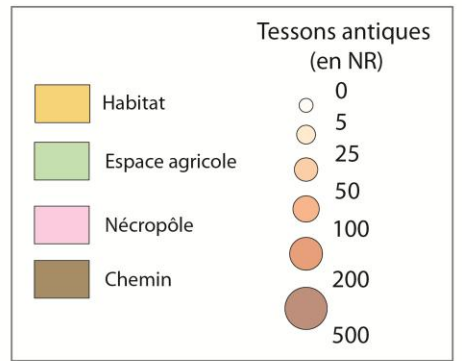 Tessons antiques
(en NR)
Habitat
Espace agricole
Nécropôle
Chemin
0
5
25
50
100
200
500